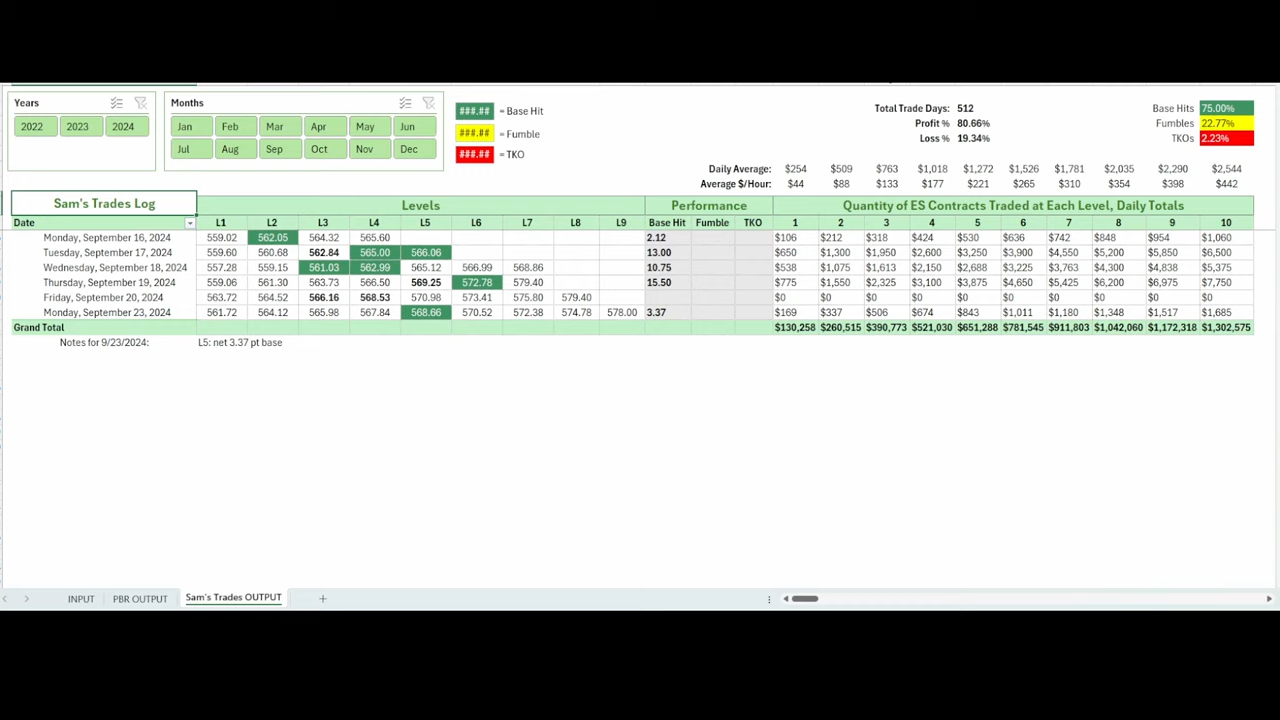 Years
2022 2023 2024
Months
Jan Feb Mar Apr May Jun
Jul Aug Sep Oct Nov Dec
###.## = Base Hit
###.## = Fumble
###.## = TKO
Total Trade Days: 512
Profit % 80.66%
Loss % 19.34%
Base Hits 75.00%
Fumbles 22.77%
TKOs 2.23%
Daily Average: $254 $509 $763 $1,018 $1,272 $1,526 $1,781 $2,035 $2,290 $2,544
Average $/Hour: $44 $88 $133 $177 $221 $265 $310 $354 $398 $442
Sam's Trades Log Levels Performance Quantity of ES Contracts Traded at Each Level, Daily Totals
Date L1 L2 L3 L4 L5 L6 L7 L8 L9 Base Hit Fumble TKO 1 2 3 4 5 6 7 8 9 10
Monday, September 16, 2024 559.02 562.05 564.32 565.60 2.12 $106 $212 $318 $424 $530 $636 $742 $848 $954 $1,060
Tuesday, September 17, 2024 559.60 560.68 562.84 565.00 566.06 13.00 $650 $1,300 $1,950 $2,600 $3,250 $3,900 $4,550 $5,200 $5,850 $6,500
Wednesday, September 18, 2024 557.28 559.15 561.03 562.99 565.12 566.99 568.86 10.75 $538 $1,075 $1,613 $2,150 $2,688 $3,225 $3,763 $4,300 $4,838 $5,375
Thursday, September 19, 2024 559.06 561.30 563.73 566.50 569.25 572.78 579.40 15.50 $775 $1,550 $2,325 $3,100 $3,875 $4,650 $5,425 $6,200 $6,975 $7,750
Friday, September 20, 2024 563.72 564.52 566.16 568.53 570.98 573.41 575.80 579.40 $0 $0 $0 $0 $0 $0 $0 $0 $0 $0
Monday, September 23, 2024 561.72 564.12 565.98 567.84 568.66 570.52 572.38 574.78 578.00 3.37 $169 $337 $506 $674 $843 $1,011 $1,180 $1,348 $1,517 $1,685
Grand Total $130,258 $260,515 $390,773 $521,030 $651,288 $781,545 $911,803 $1,042,060 $1,172,318 $1,302,575
Notes for 9/23/2024: L5: net 3.37 pt base
INPUT PBR OUTPUT Sam's Trades OUTPUT